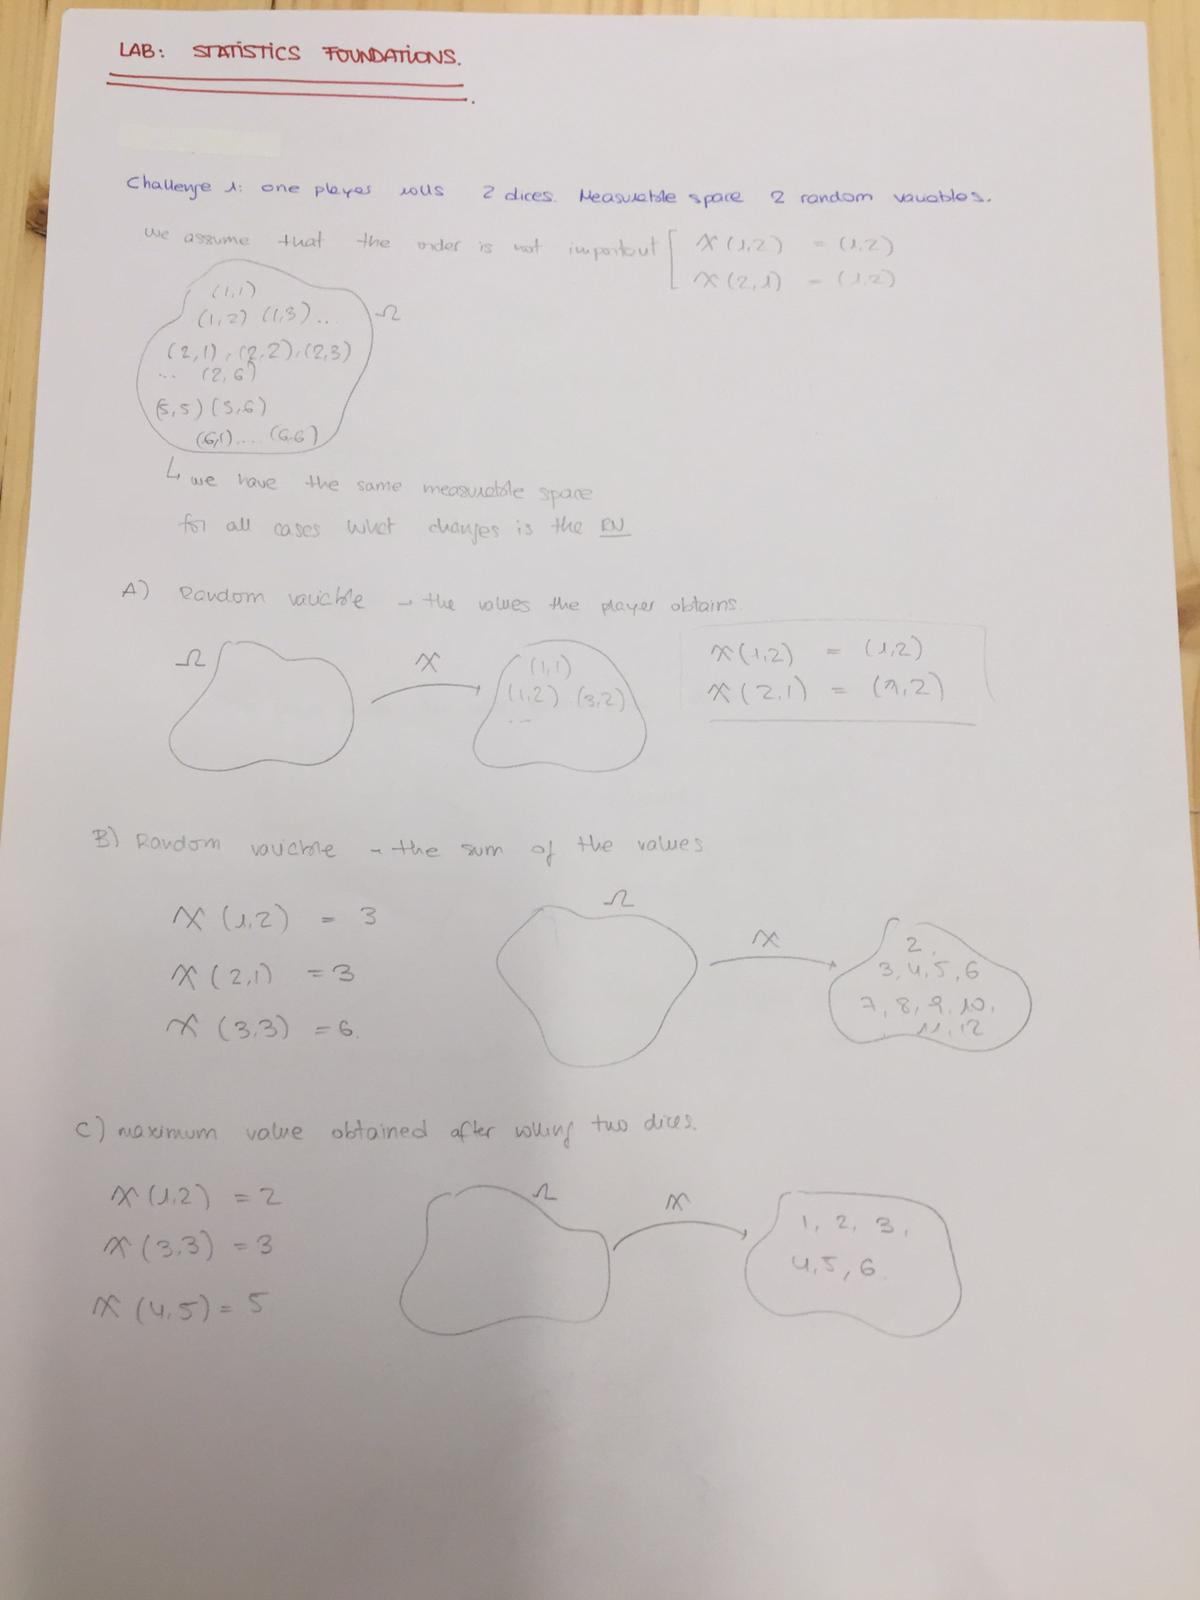 LAB: STATISTICS FOUNDATIONS.
Challenge 1: one player rolls 2 dices. Measurable space 2 random variables.
we assume that the order is not important [ X (1,2) = (1,2)
X (2,1) = (1,2)
(1,1)
(1,2) (1,3)... Ω
(2,1), (2,2), (2,3)
... (2,6)
(5,5) (5,6)
(6,1).... (6,6)
↳ we have the same measurable space
for all cases what changes is the RV
A) Random variable → the values the player obtains.
Ω X (1,1)
(1,2) (3,2)
...
X (1,2) = (1,2)
X (2,1) = (1,2)
B) Random variable → the sum of the values
X (1,2) = 3
X (2,1) = 3
X (3,3) = 6.
Ω X 2,
3,4,5,6
7,8,9,10,
11,12
C) maximum value obtained after rolling two dices.
X (1,2) = 2
X (3,3) = 3
X (4,5) = 5
Ω X 1, 2, 3,
4,5,6.